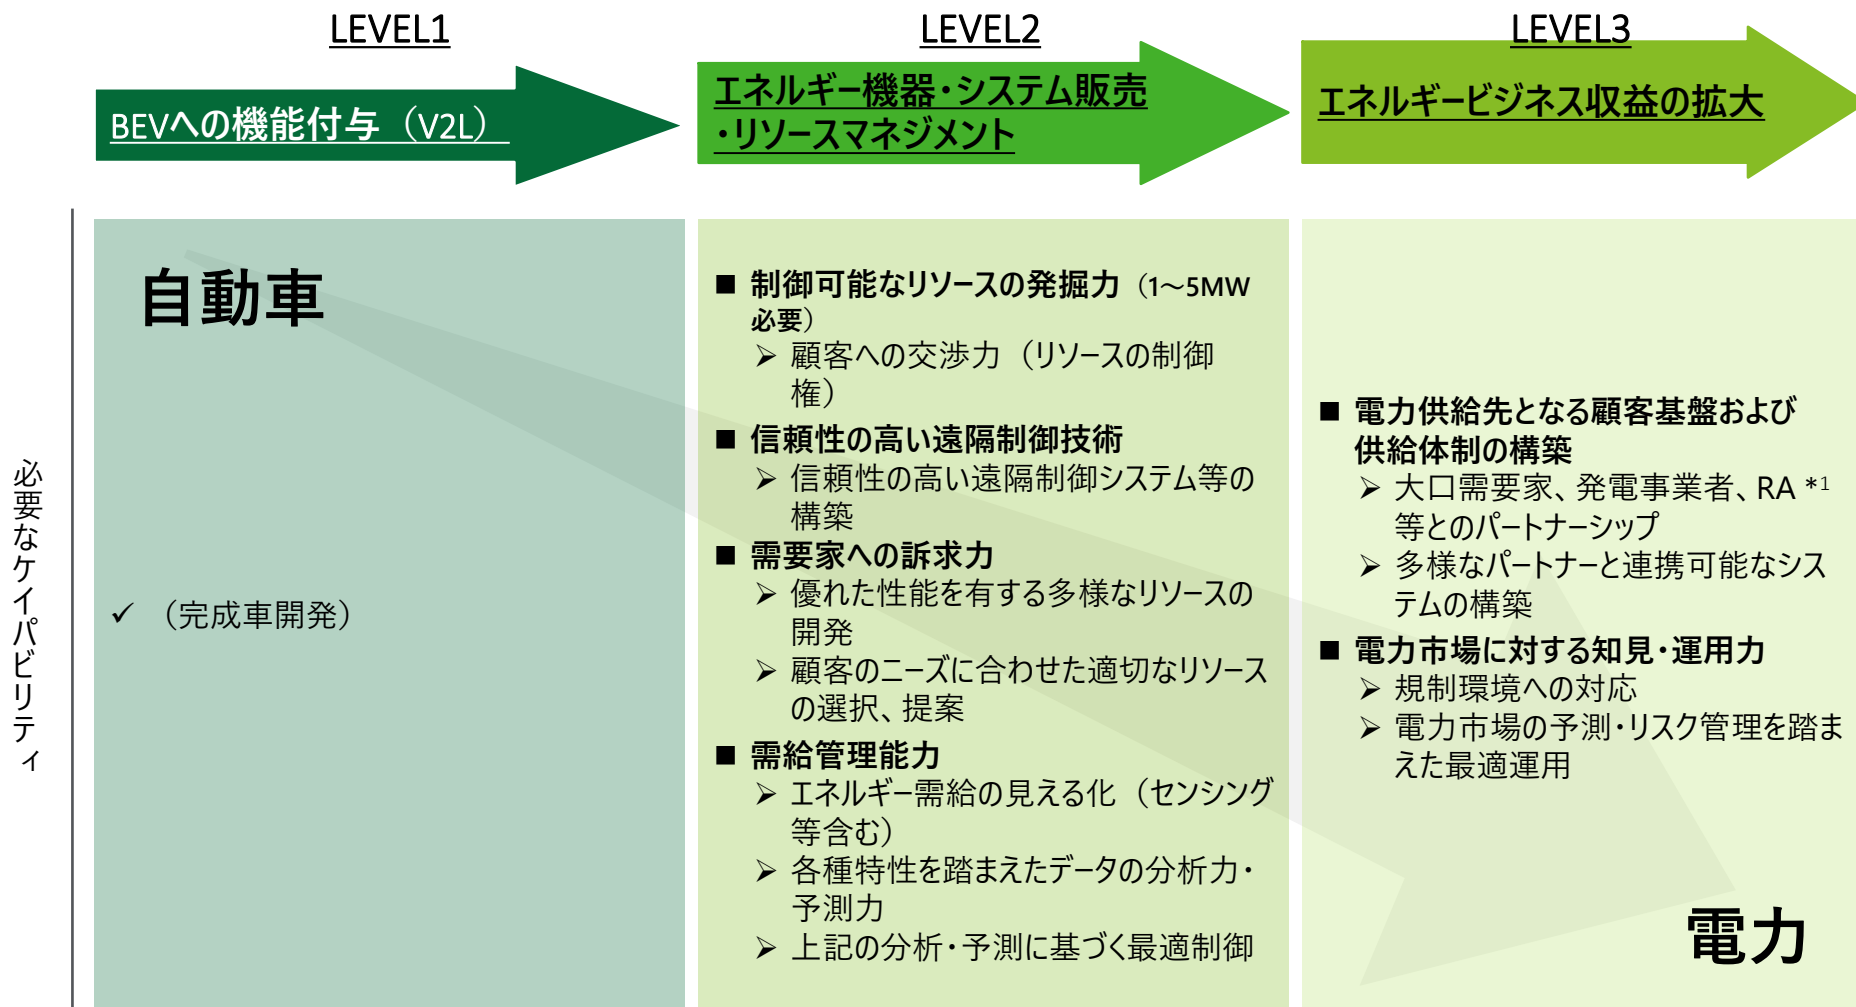 LEVEL1
BEVへの機能付与（V2L）
LEVEL2
エネルギー機器・システム販売
・リソースマネジメント
LEVEL3
エネルギービジネス収益の拡大
必要なケイパビリティ
自動車
✓ （完成車開発）
■ 制御可能なリソースの発掘力（1～5MW
必要）
➢ 顧客への交渉力（リソースの制御
権）
■ 信頼性の高い遠隔制御技術
➢ 信頼性の高い遠隔制御システム等の
構築
■ 需要家への訴求力
➢ 優れた性能を有する多様なリソースの
開発
➢ 顧客のニーズに合わせた適切なリソース
の選択、提案
■ 需給管理能力
➢ エネルギー需給の見える化（センシング
等含む）
➢ 各種特性を踏まえたデータの分析力・
予測力
➢ 上記の分析・予測に基づく最適制御
■ 電力供給先となる顧客基盤および
供給体制の構築
➢ 大口需要家、発電事業者、RA *1
等とのパートナーシップ
➢ 多様なパートナーと連携可能なシス
テムの構築
■ 電力市場に対する知見・運用力
➢ 規制環境への対応
➢ 電力市場の予測・リスク管理を踏ま
えた最適運用
電力